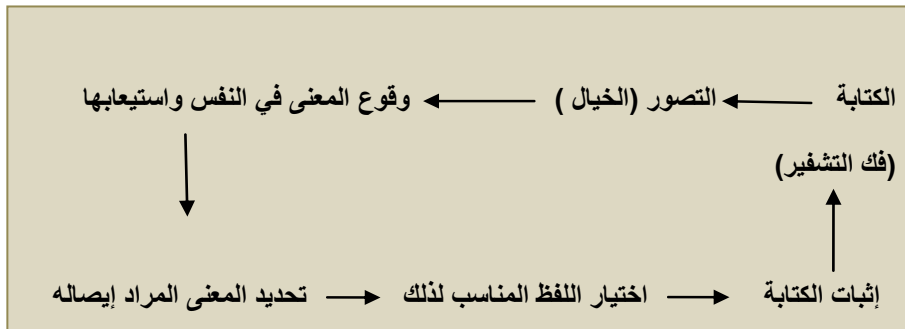 الكتابة التصور (الخيال ) وقوع المعنى في النفس واستيعابها
(فك التشفير)
إثبات الكتابة اختيار اللفظ المناسب لذلك تحديد المعنى المراد إيصاله